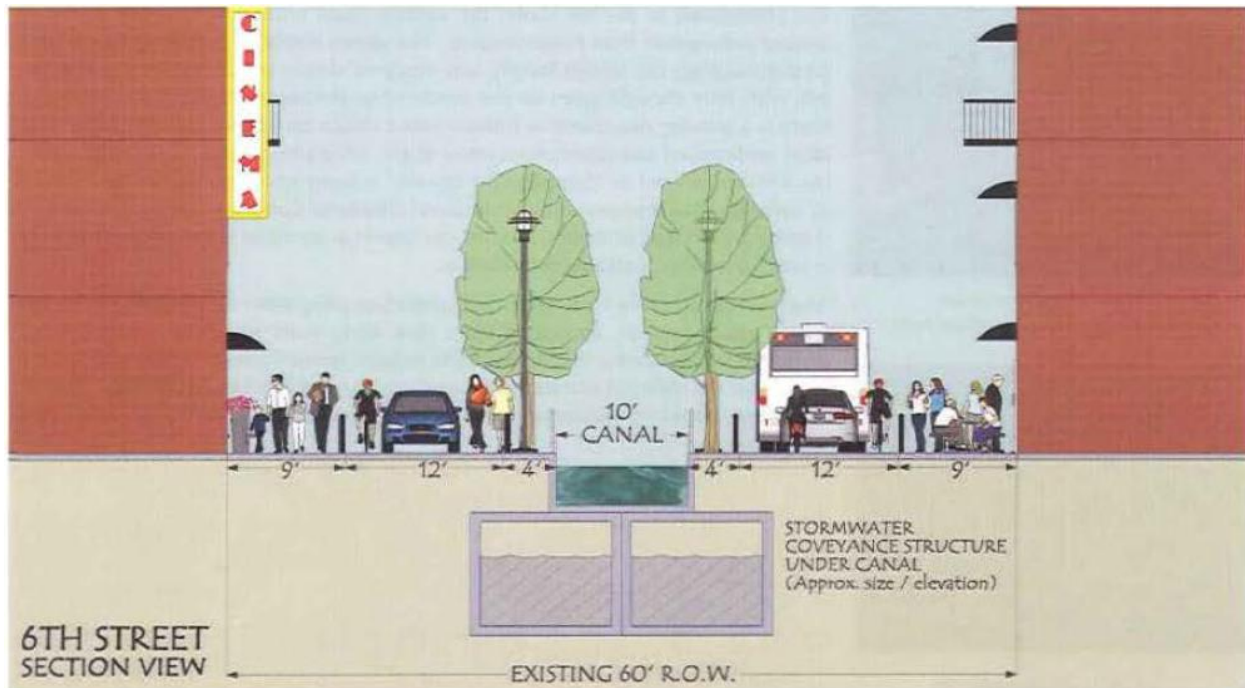 CINEMA
10'
CANAL
9' 12' 4' 4' 12' 9'
STORMWATER
COVEYANCE STRUCTURE
UNDER CANAL
(Approx. size / elevation)
6TH STREET
SECTION VIEW
EXISTING 60' R.O.W.